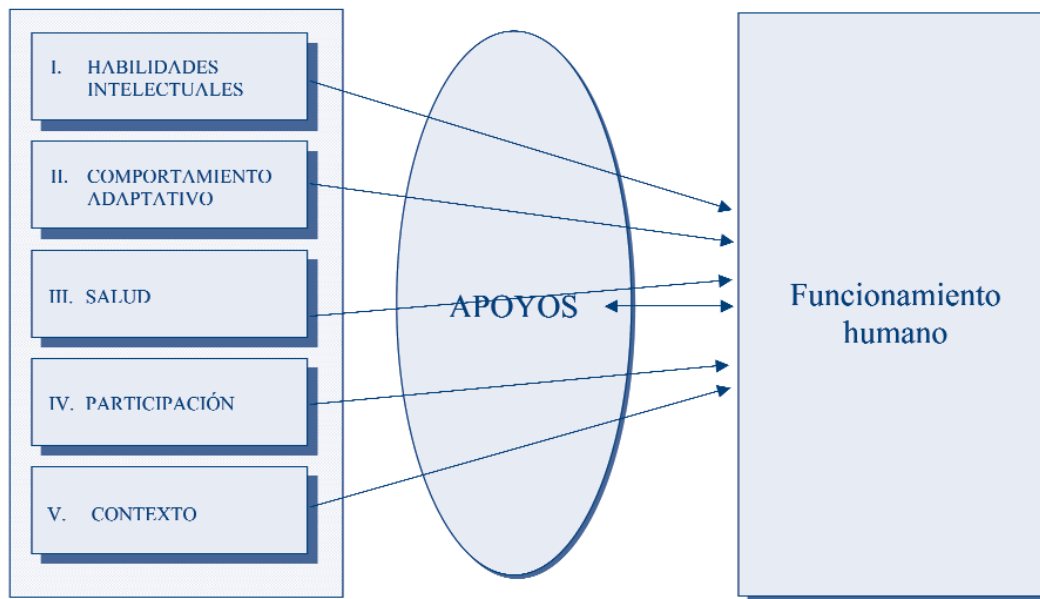 I. HABILIDADES
INTELECTUALES
II. COMPORTAMIENTO
ADAPTATIVO
III. SALUD
IV. PARTICIPACIÓN
V. CONTEXTO
APOYOS
Funcionamiento
humano